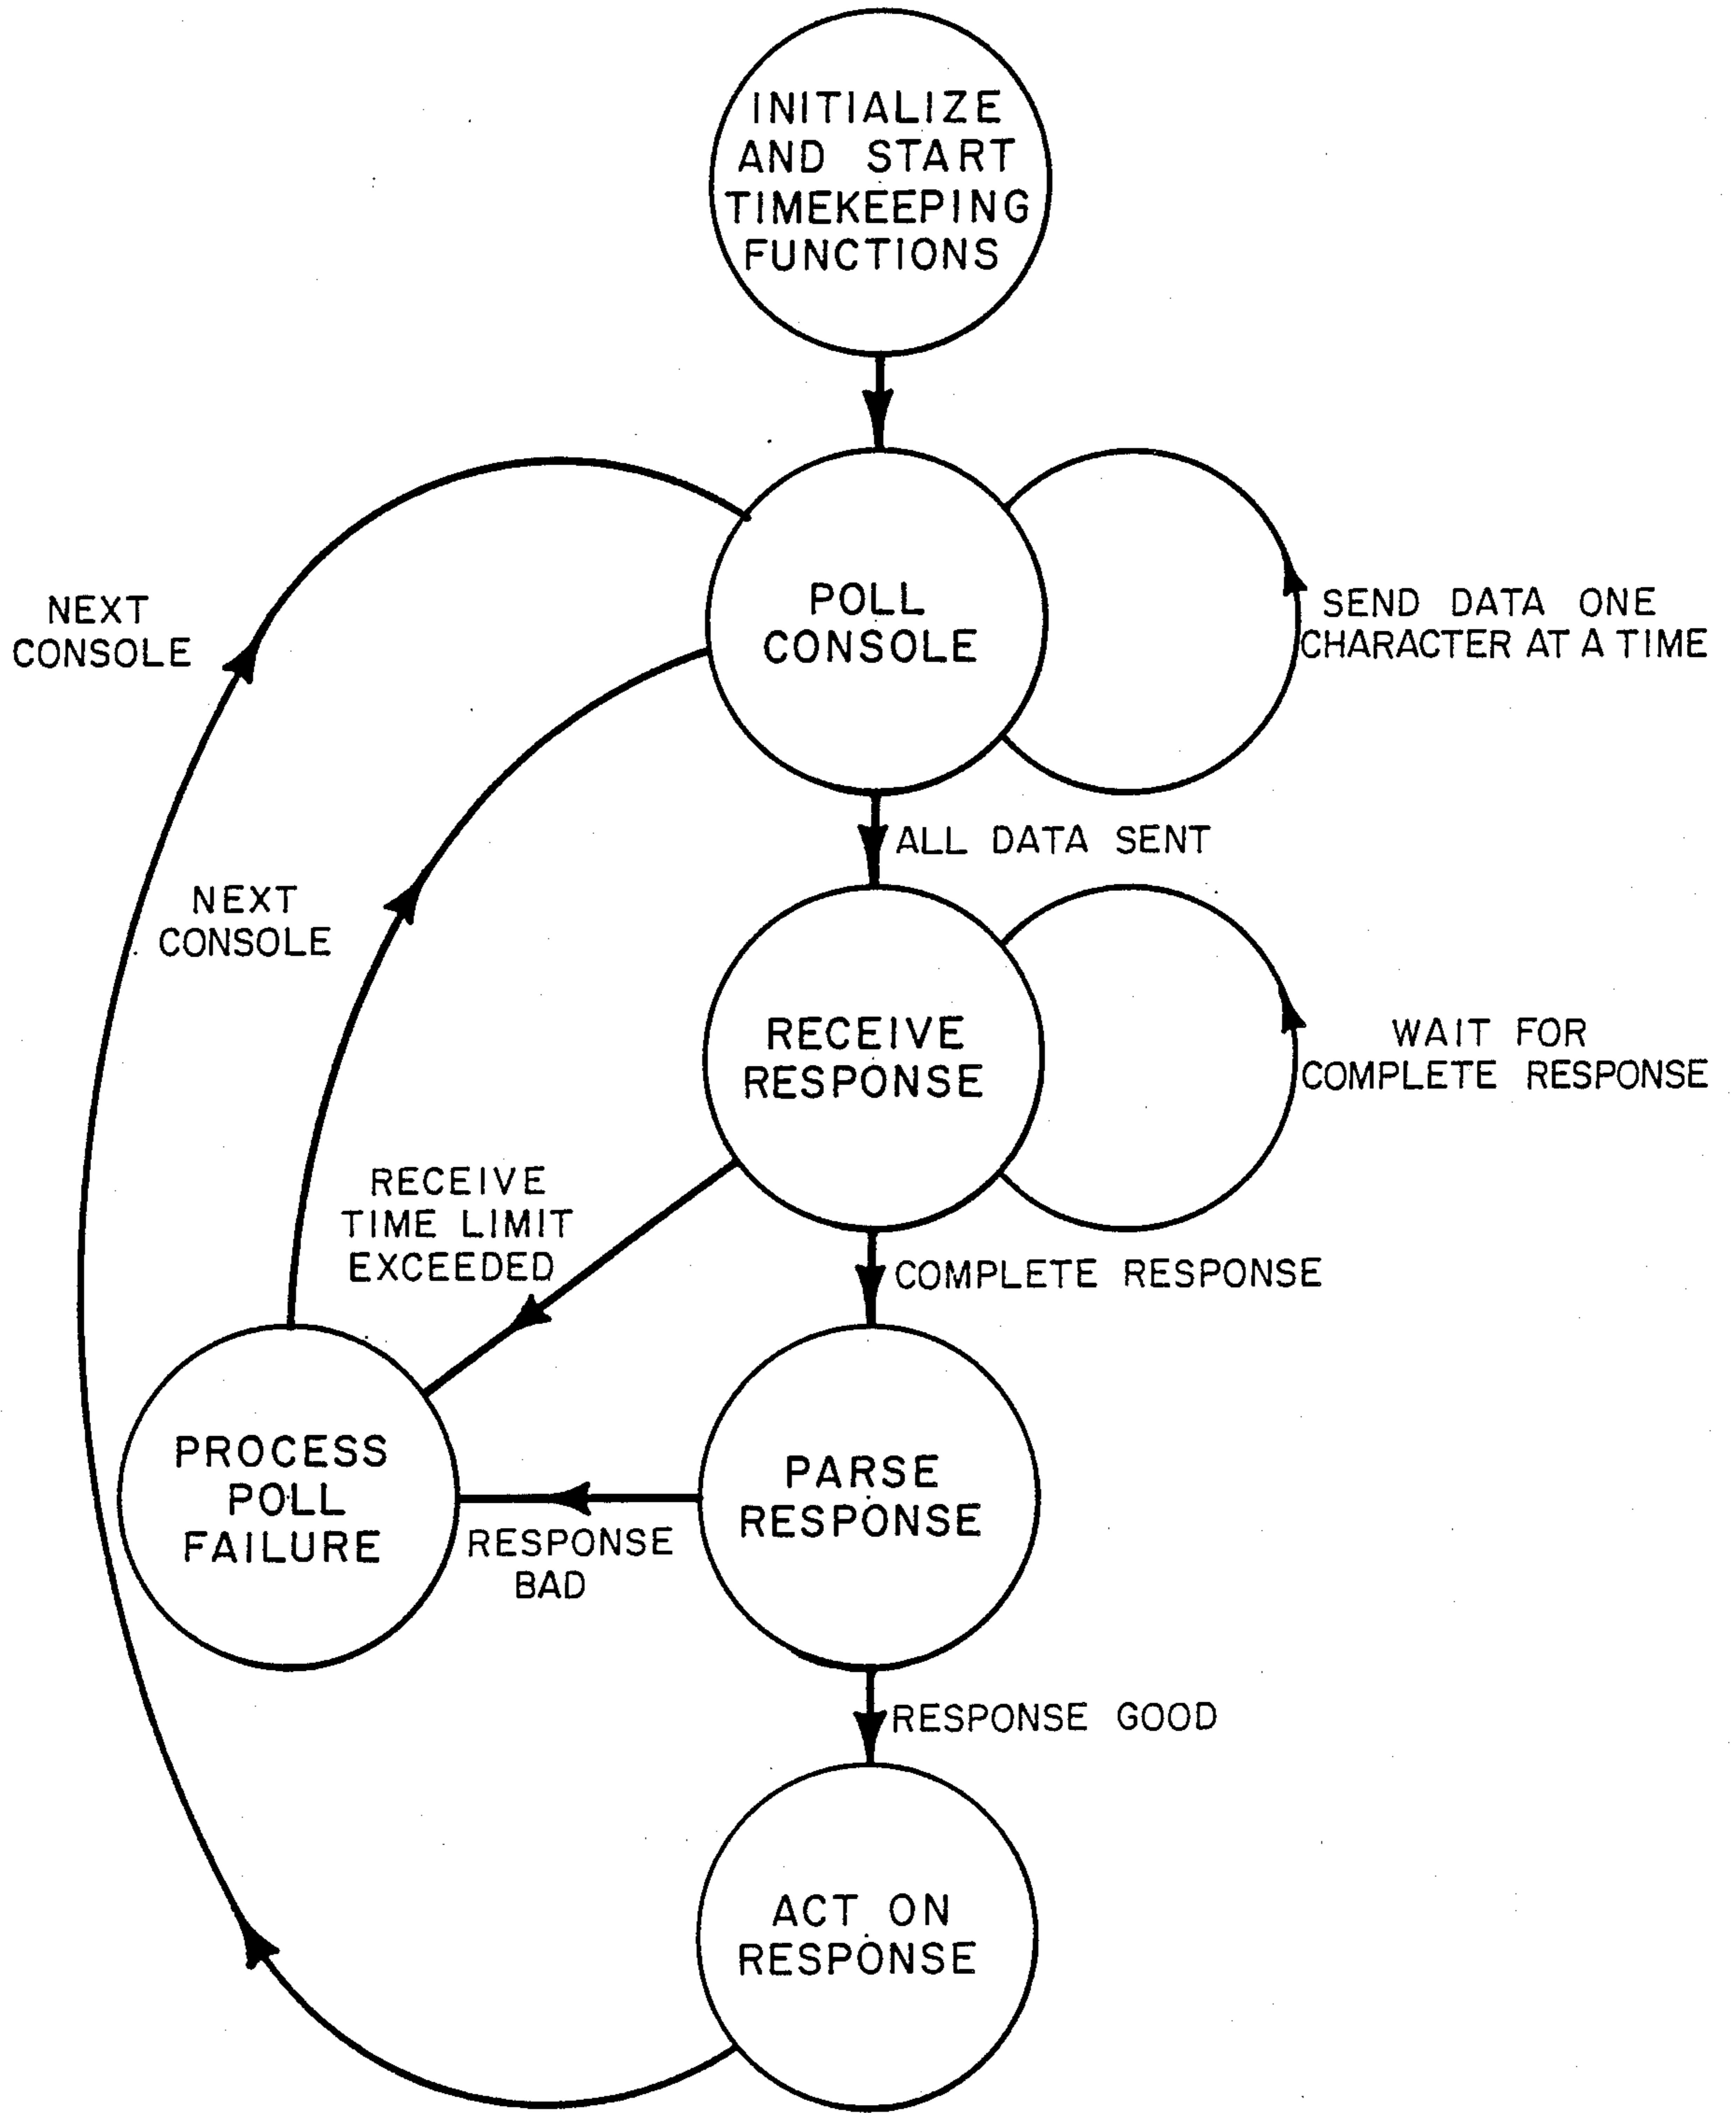 INITIALIZE
AND START
TIMEKEEPING
FUNCTIONS
NEXT
CONSOLE
POLL
CONSOLE
SEND DATA ONE
CHARACTER AT A TIME
ALL DATA SENT
NEXT
CONSOLE
RECEIVE
RESPONSE
WAIT FOR
COMPLETE RESPONSE
RECEIVE
TIME LIMIT
EXCEEDED
COMPLETE RESPONSE
PROCESS
POLL
FAILURE
RESPONSE
BAD
PARSE
RESPONSE
RESPONSE GOOD
ACT ON
RESPONSE